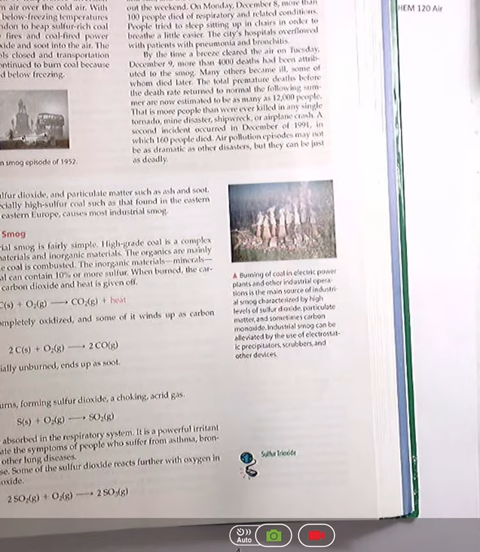 m air over the cold air. With
below-freezing temperatures
ndon to heap sulfur-rich coal
fires and coal-fired power
xide and soot into the air. The
ols closed and transportation
ontinued to burn coal because
d below freezing.
n smog episode of 1952.
out the weekend. On Monday, December 8, more than
100 people died of respiratory and related conditions.
People tried to sleep sitting up in chairs in order to
breathe a little easier. The city's hospitals overflowed
with patients with pneumonia and bronchitis.
By the time a breeze cleared the air on Tuesday,
December 9, more than 4000 deaths had been attrib-
uted to the smog. Many others became ill, some of
whom died later. The total premature deaths before
the death rate returned to normal the following sum-
mer are now estimated to be as many as 12,000 people.
That is more people than were ever killed in any single
tornado, mine disaster, shipwreck, or airplane crash. A
second incident occurred in December of 1991, in
which 160 people died. Air pollution episodes may not
be as dramatic as other disasters, but they can be just
as deadly.
HEM 120 Air
ulfur dioxide, and particulate matter such as ash and soot.
ecially high-sulfur coal such as that found in the eastern
eastern Europe, causes most industrial smog.
Smog
rial smog is fairly simple. High-grade coal is a complex
materials and inorganic materials. The organics are mainly
e coal is combusted. The inorganic materials—minerals—
al can contain 10% or more sulfur. When burned, the car-
carbon dioxide and heat is given off.
C(s) + O₂(g) ⟶ CO₂(g) + heat
ompletely oxidized, and some of it winds up as carbon
2 C(s) + O₂(g) ⟶ 2 CO(g)
ially unburned, ends up as soot.
urns, forming sulfur dioxide, a choking, acrid gas.
S(s) + O₂(g) ⟶ SO₂(g)
absorbed in the respiratory system. It is a powerful irritant
ate the symptoms of people who suffer from asthma, bron-
other lung diseases.
se. Some of the sulfur dioxide reacts further with oxygen in
oxide.
2 SO₂(g) + O₂(g) ⟶ 2 SO₃(g)
▲ Burning of coal in electric power
plants and other industrial opera-
tions is the main source of industri-
al smog characterized by high
levels of sulfur dioxide, particulate
matter, and sometimes carbon
monoxide. Industrial smog can be
alleviated by the use of electrostat-
ic precipitators, scrubbers, and
other devices.
Sulfur Trioxide
Auto